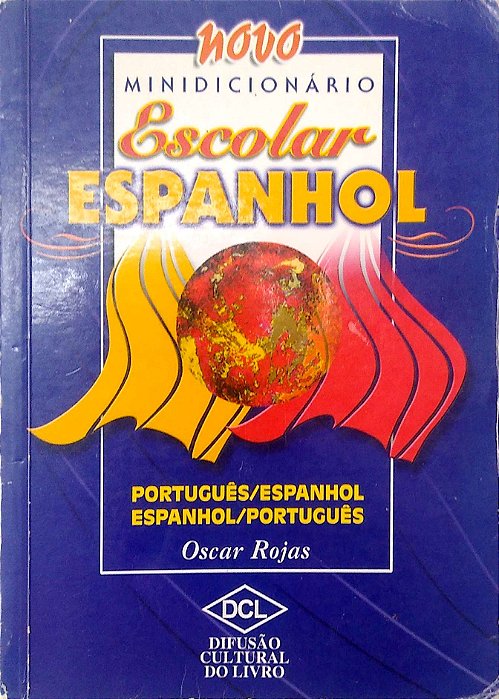 novo
MINIDICIONÁRIO
Escolar
ESPANHOL
PORTUGUÊS/ESPANHOL
ESPANHOL/PORTUGUÊS
Oscar Rojas
DCL
DIFUSÃO
CULTURAL
DO LIVRO